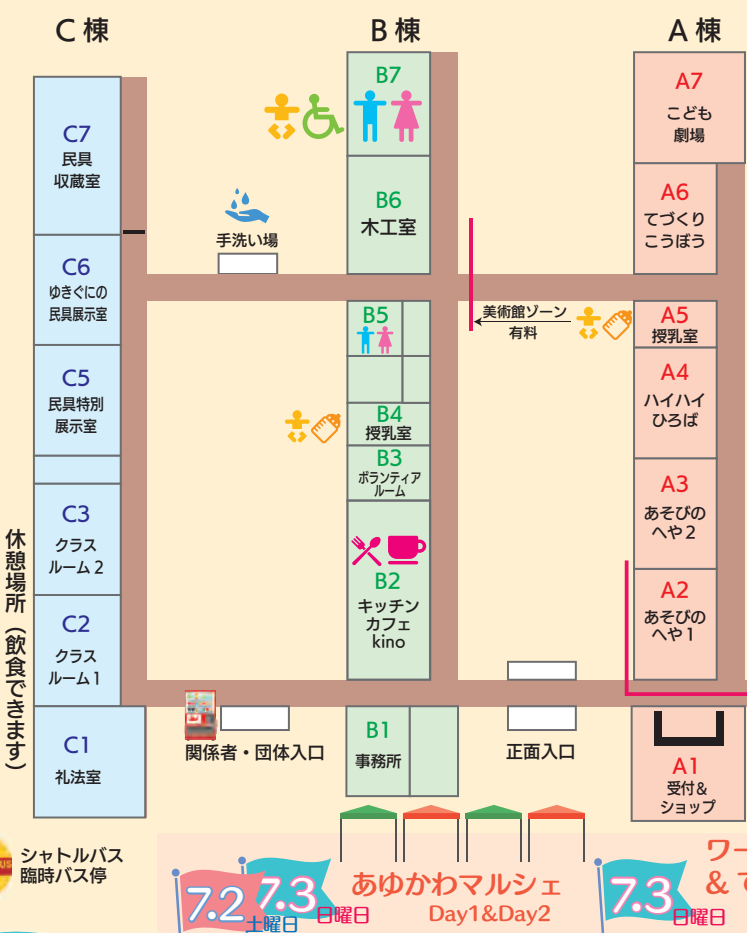 C 棟
B 棟
A 棟
C7
民具
収蔵室
C6
ゆきぐにの
民具展示室
C5
民具特別
展示室
C3
クラス
ルーム 2
C2
クラス
ルーム 1
C1
礼法室
休憩場所（飲食できます）
手洗い場
B7
B6
木工室
B5
B4
授乳室
B3
ボランティア
ルーム
B2
キッチン
カフェ
kino
B1
事務所
関係者・団体入口
美術館ゾーン
有料
正面入口
A7
こども
劇場
A6
てづくり
こうぼう
A5
授乳室
A4
ハイハイ
ひろば
A3
あそびの
へや 2
A2
あそびの
へや 1
A1
受付&
ショップ
シャトルバス
臨時バス停
7.2
土曜日
7.3
日曜日
あゆかわマルシェ
Day1&Day2
7.3
日曜日
ワー
& て